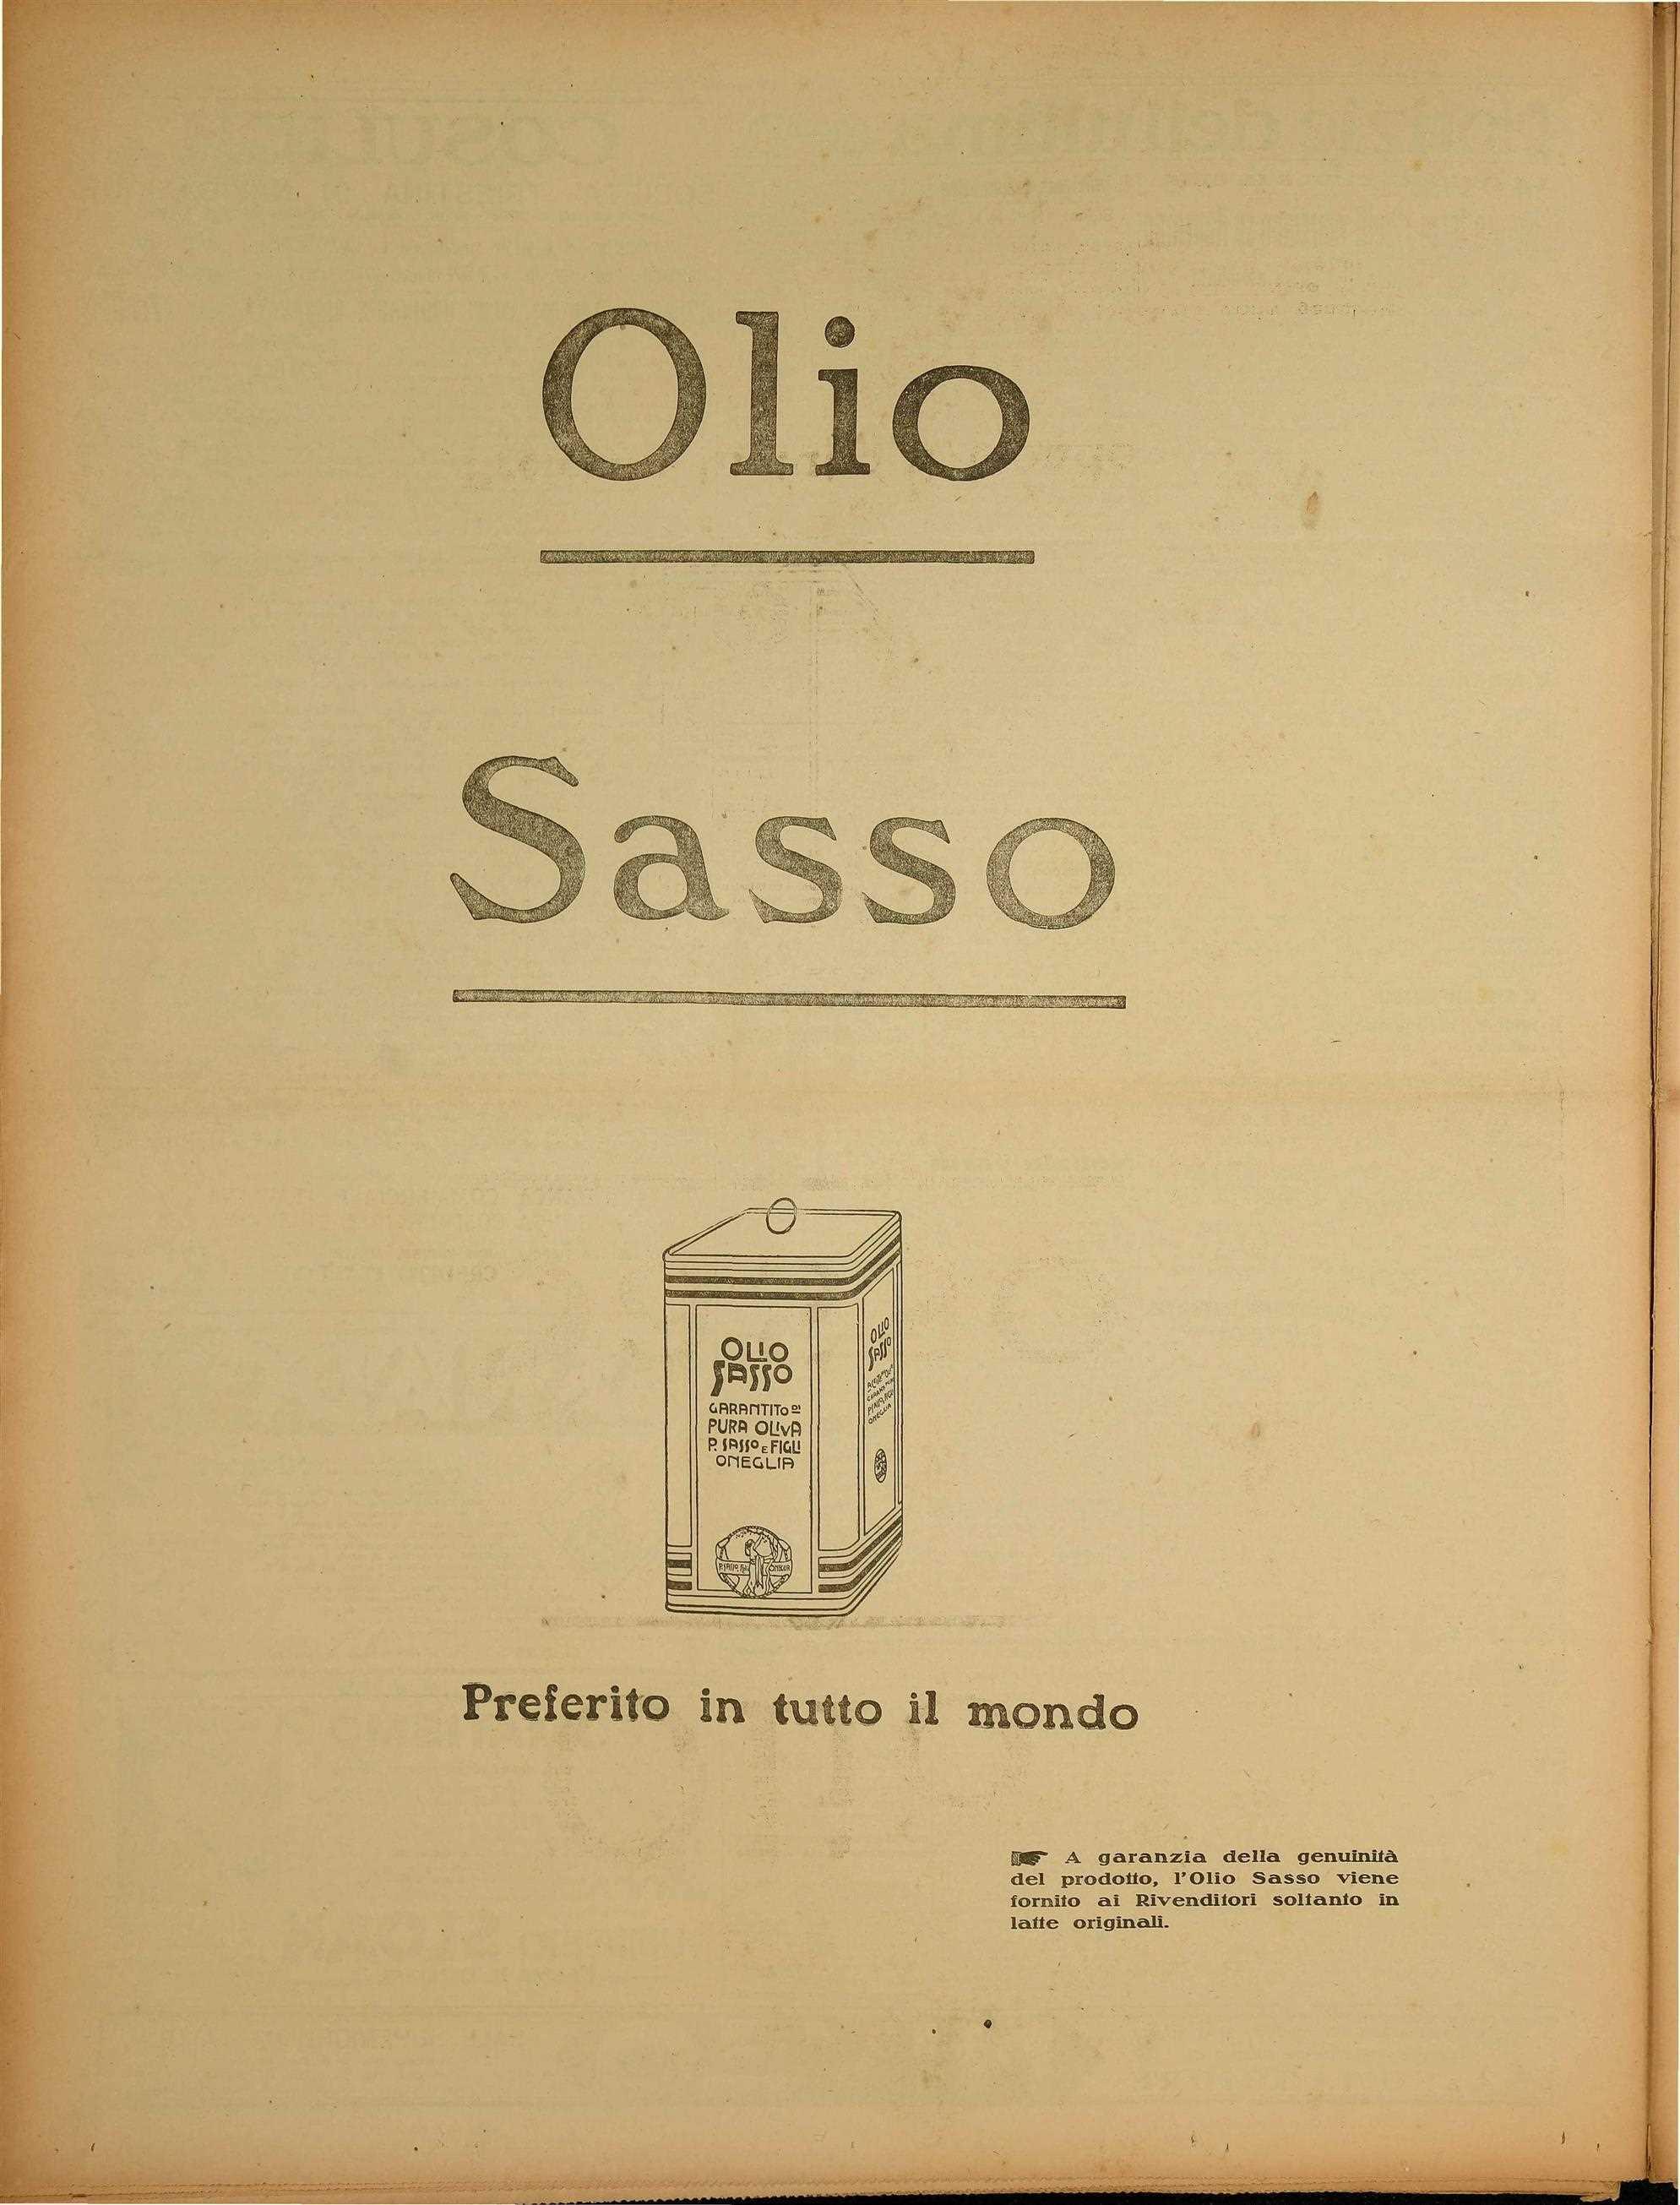 Olio
Sasso
OLIO
SASSO
GARANTITO DI
PURA OLIVA
P. SASSO E FIGLI
ONEGLIA
OLIO
SASSO
ONEGLIA
Preferito in tutto il mondo
☛ A garanzia della genuinità
del prodotto, l'Olio Sasso viene
fornito ai Rivenditori soltanto in
latte originali.